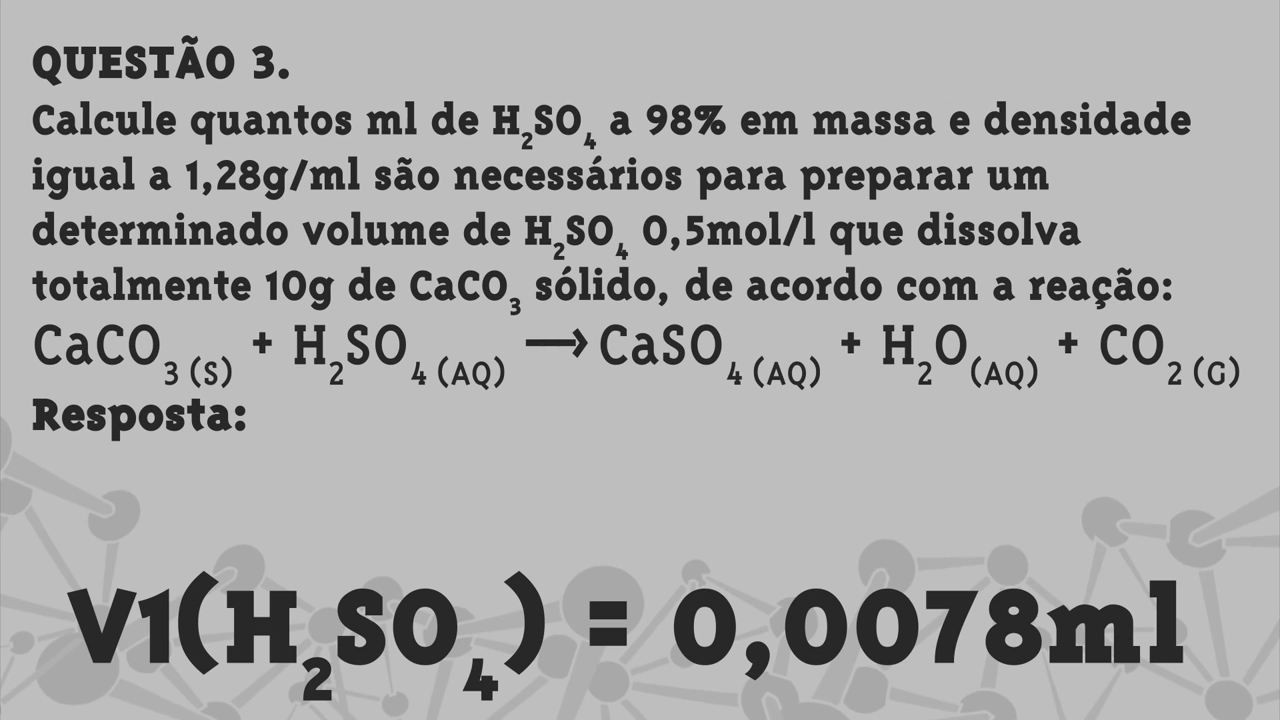 QUESTÃO 3.
Calcule quantos ml de H₂SO₄ a 98% em massa e densidade
igual a 1,28g/ml são necessários para preparar um
determinado volume de H₂SO₄ 0,5mol/l que dissolva
totalmente 10g de CaCO₃ sólido, de acordo com a reação:
CaCO₃ (S) + H₂SO₄ (AQ) ⟶ CaSO₄ (AQ) + H₂O(AQ) + CO₂ (G)
Resposta:
V1(H₂SO₄) = 0,0078ml